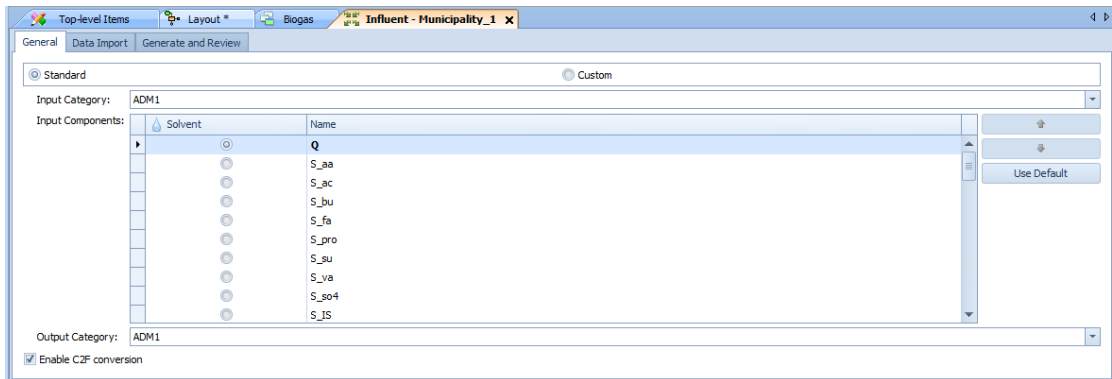 Top-level Items Layout * Biogas Influent - Municipality_1 x
General Data Import Generate and Review
Standard Custom
Input Category: ADM1
Input Components: Solvent Name
Q
S_aa
Use Default
S_ac
S_bu
S_fa
S_pro
S_su
S_va
S_so4
S_IS
Output Category: ADM1
Enable C2F conversion